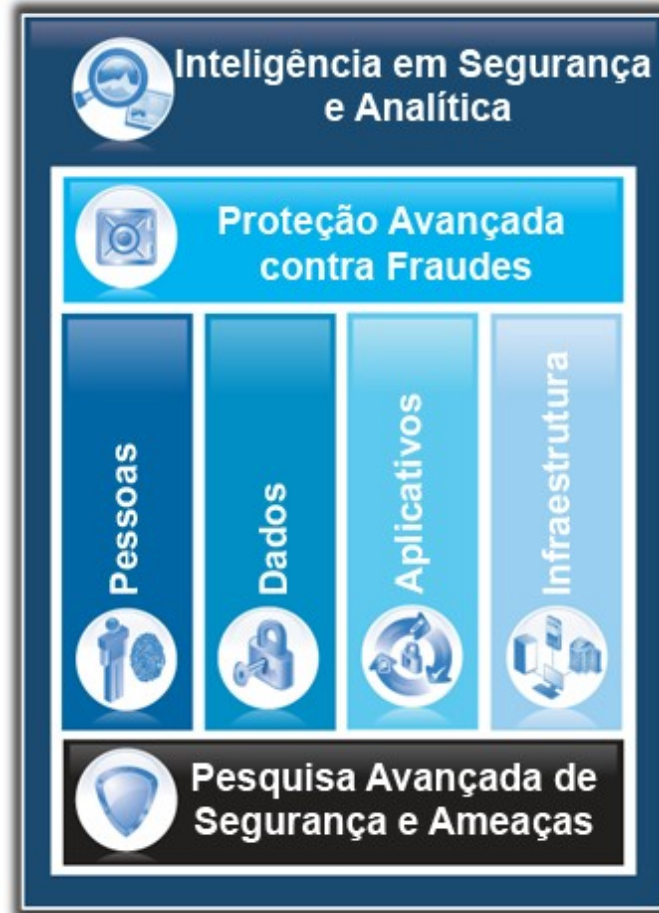 Inteligência em Segurança
e Analítica
Proteção Avançada
contra Fraudes
Pessoas
Dados
Aplicativos
Infraestrutura
Pesquisa Avançada de
Segurança e Ameaças